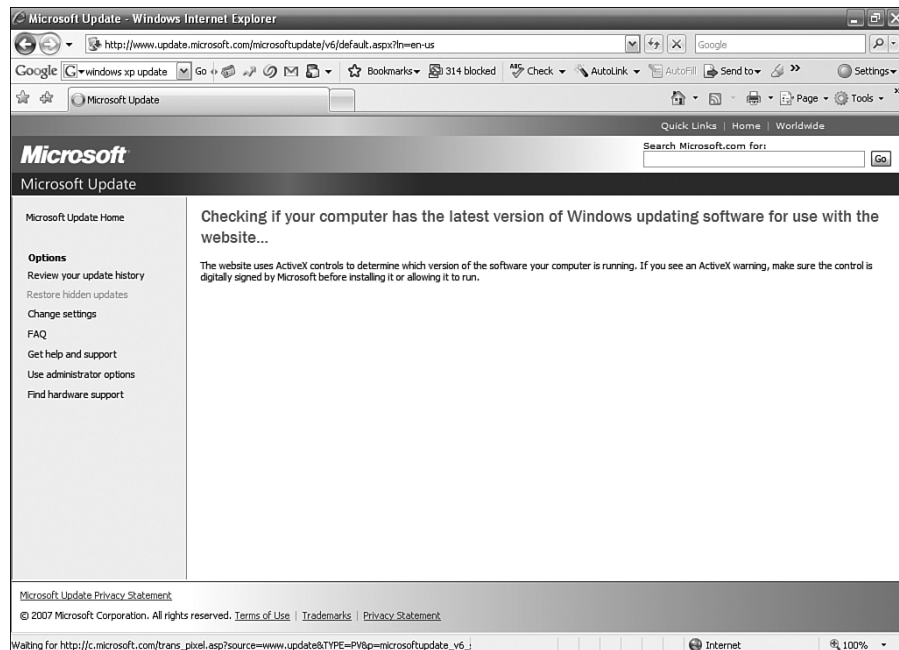 Microsoft Update - Windows Internet Explorer
http://www.update.microsoft.com/microsoftupdate/v6/default.aspx?ln=en-us
Google
Google
windows xp update
Go
Bookmarks
314 blocked
Check
AutoLink
AutoFill
Send to
Settings
Microsoft Update
Page
Tools
Quick Links | Home | Worldwide
Microsoft
Search Microsoft.com for:
Go
Microsoft Update
Microsoft Update Home
Options
Review your update history
Restore hidden updates
Change settings
FAQ
Get help and support
Use administrator options
Find hardware support
Checking if your computer has the latest version of Windows updating software for use with the
website...
The website uses ActiveX controls to determine which version of the software your computer is running. If you see an ActiveX warning, make sure the control is
digitally signed by Microsoft before installing it or allowing it to run.
Microsoft Update Privacy Statement
© 2007 Microsoft Corporation. All rights reserved. Terms of Use | Trademarks | Privacy Statement
Waiting for http://c.microsoft.com/trans_pixel.asp?source=www.update&TYPE=PV&p=microsoftupdate_v6_
Internet
100%